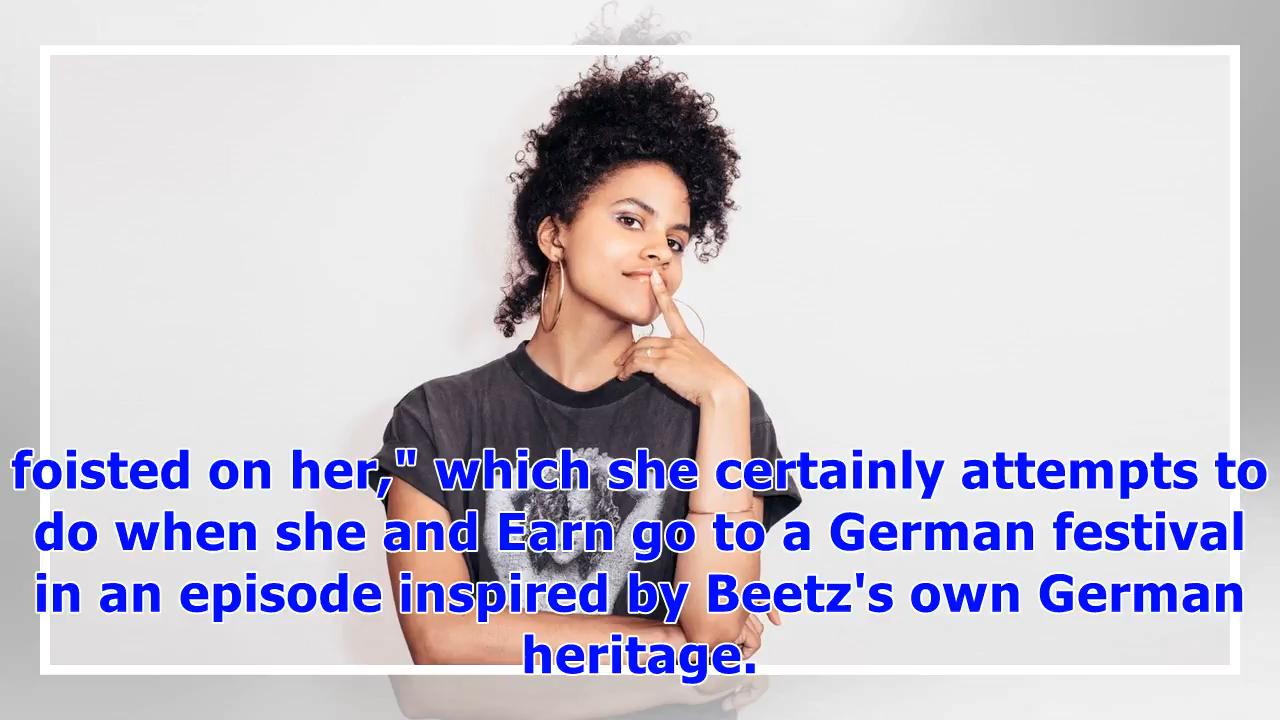 foisted on her," which she certainly attempts to
do when she and Earn go to a German festival
in an episode inspired by Beetz's own German
heritage.